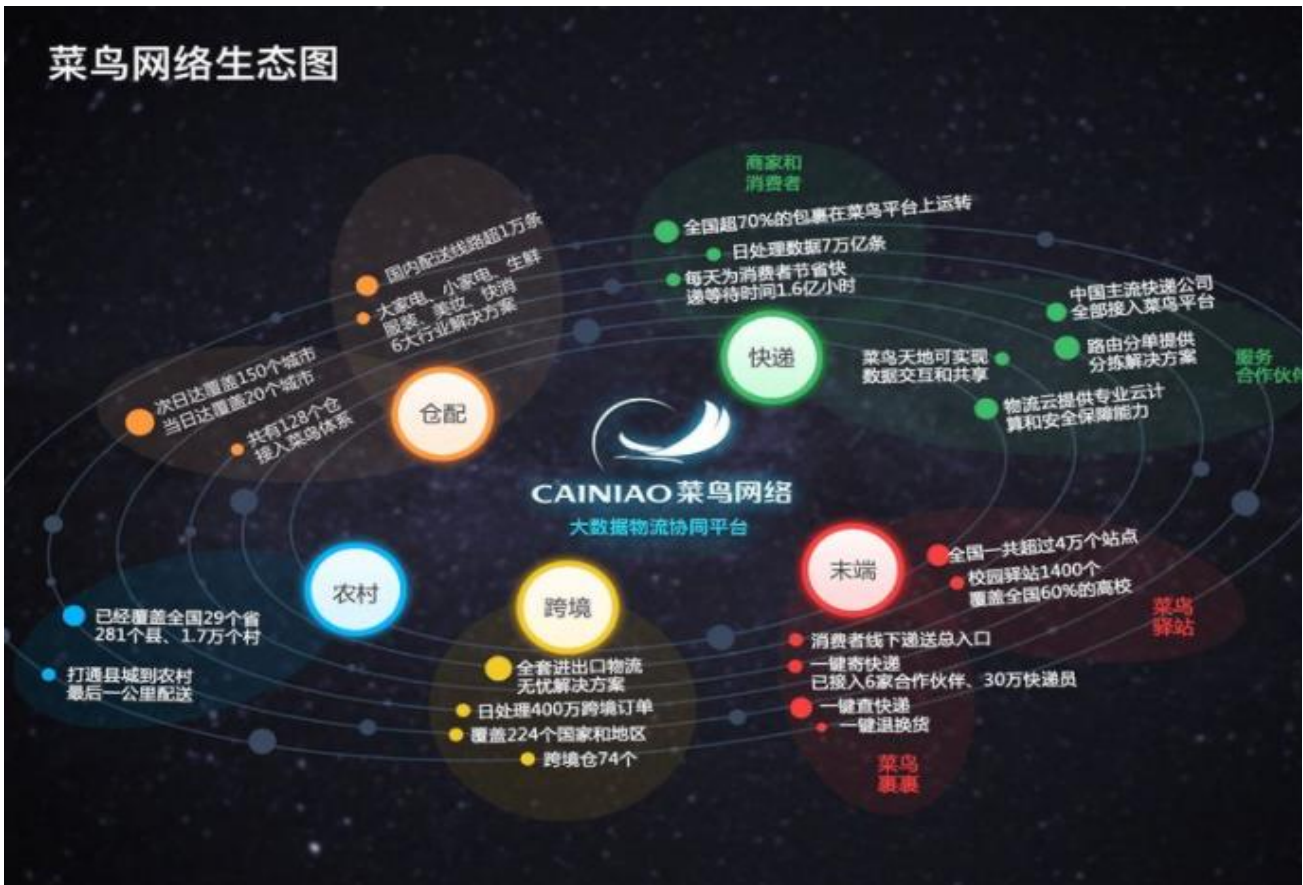 菜鸟网络生态图
商家和
消费者
全国超70%的包裹在菜鸟平台上运转
日处理数据7万亿条
每天为消费者节省快
递等待时间1.6亿小时
快递
中国主流快递公司
全部接入菜鸟平台
路由分单提供
分拣解决方案
菜鸟天地可实现
数据交互和共享
物流云提供专业云计
算和安全保障能力
服务
合作伙伴
国内配送线路超1万条
大家电、小家电、生鲜
服装、美妆、快消
6大行业解决方案
次日达覆盖150个城市
当日达覆盖20个城市
共有128个仓
接入菜鸟体系
仓配
CAINIAO 菜鸟网络
大数据物流协同平台
农村
已经覆盖全国29个省
281个县、1.7万个村
打通县城到农村
最后一公里配送
跨境
全套进出口物流
无忧解决方案
日处理400万跨境订单
覆盖224个国家和地区
跨境仓74个
末端
全国一共超过4万个站点
校园驿站1400个
覆盖全国60%的高校
菜鸟
驿站
消费者线下递送总入口
一键寄快递
已接入6家合作伙伴、30万快递员
一键查快递
一键退换货
菜鸟
裹裹